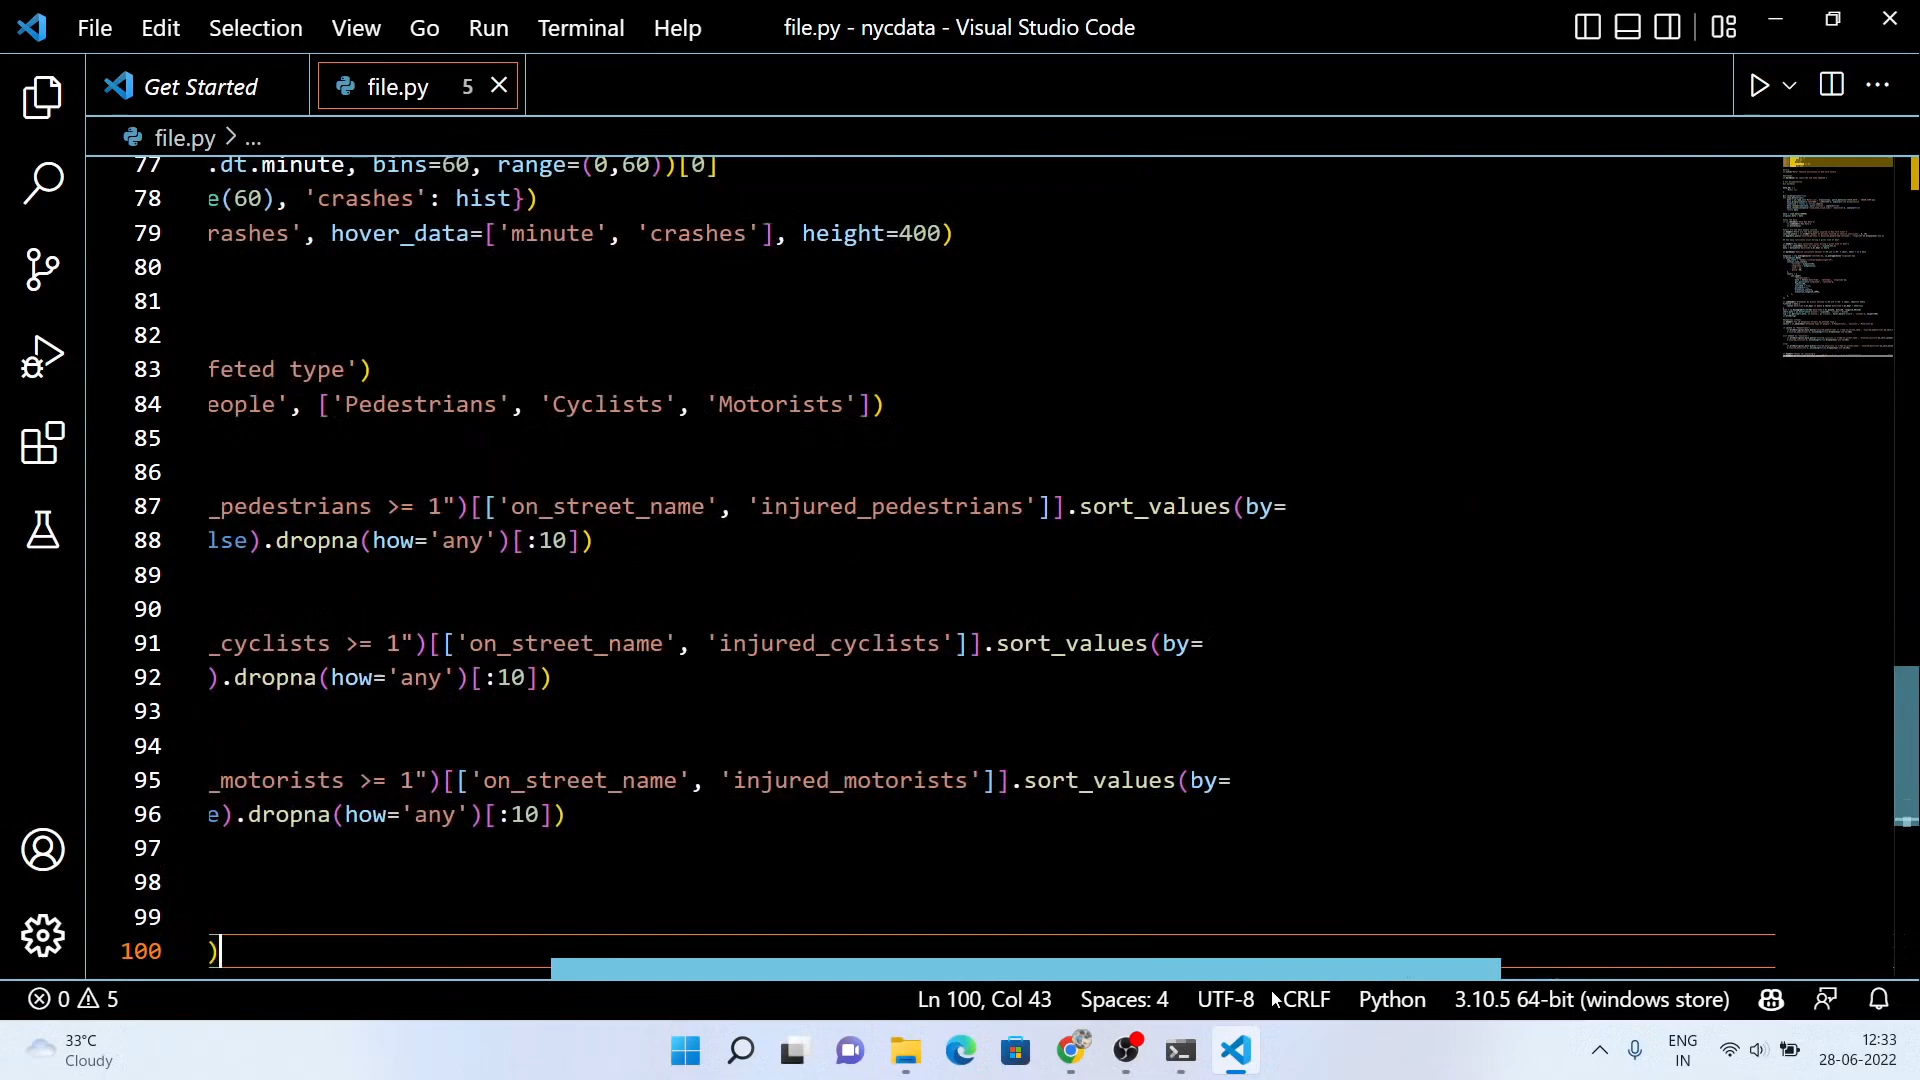 File Edit Selection View Go Run Terminal Help file.py - nycdata - Visual Studio Code
Get Started file.py 5
file.py > ...
77 .dt.minute, bins=60, range=(0,60))[0]
78 e(60), 'crashes': hist})
79 rashes', hover_data=['minute', 'crashes'], height=400)
80
81
82
83 feted type')
84 eople', ['Pedestrians', 'Cyclists', 'Motorists'])
85
86
87 _pedestrians >= 1")[['on_street_name', 'injured_pedestrians']].sort_values(by=
88 lse).dropna(how='any')[:10])
89
90
91 _cyclists >= 1")[['on_street_name', 'injured_cyclists']].sort_values(by=
92 ).dropna(how='any')[:10])
93
94
95 _motorists >= 1")[['on_street_name', 'injured_motorists']].sort_values(by=
96 e).dropna(how='any')[:10])
97
98
99
100 )
0 5 Ln 100, Col 43 Spaces: 4 UTF-8 CRLF Python 3.10.5 64-bit (windows store)
33°C
Cloudy
ENG
IN
12:33
28-06-2022